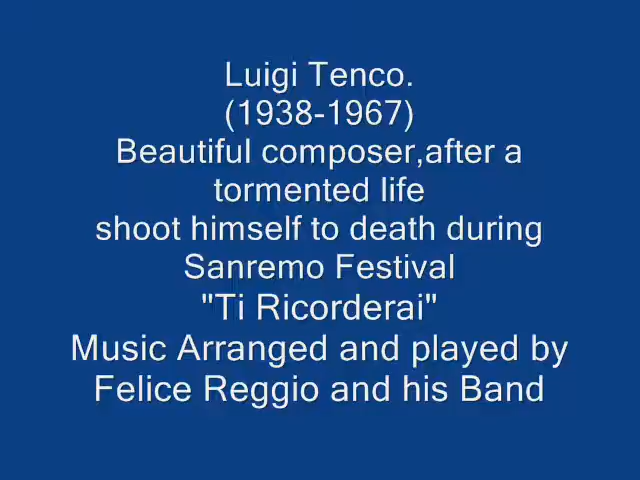 Luigi Tenco.
(1938-1967)
Beautiful composer,after a
tormented life
shoot himself to death during
Sanremo Festival
"Ti Ricorderai"
Music Arranged and played by
Felice Reggio and his Band